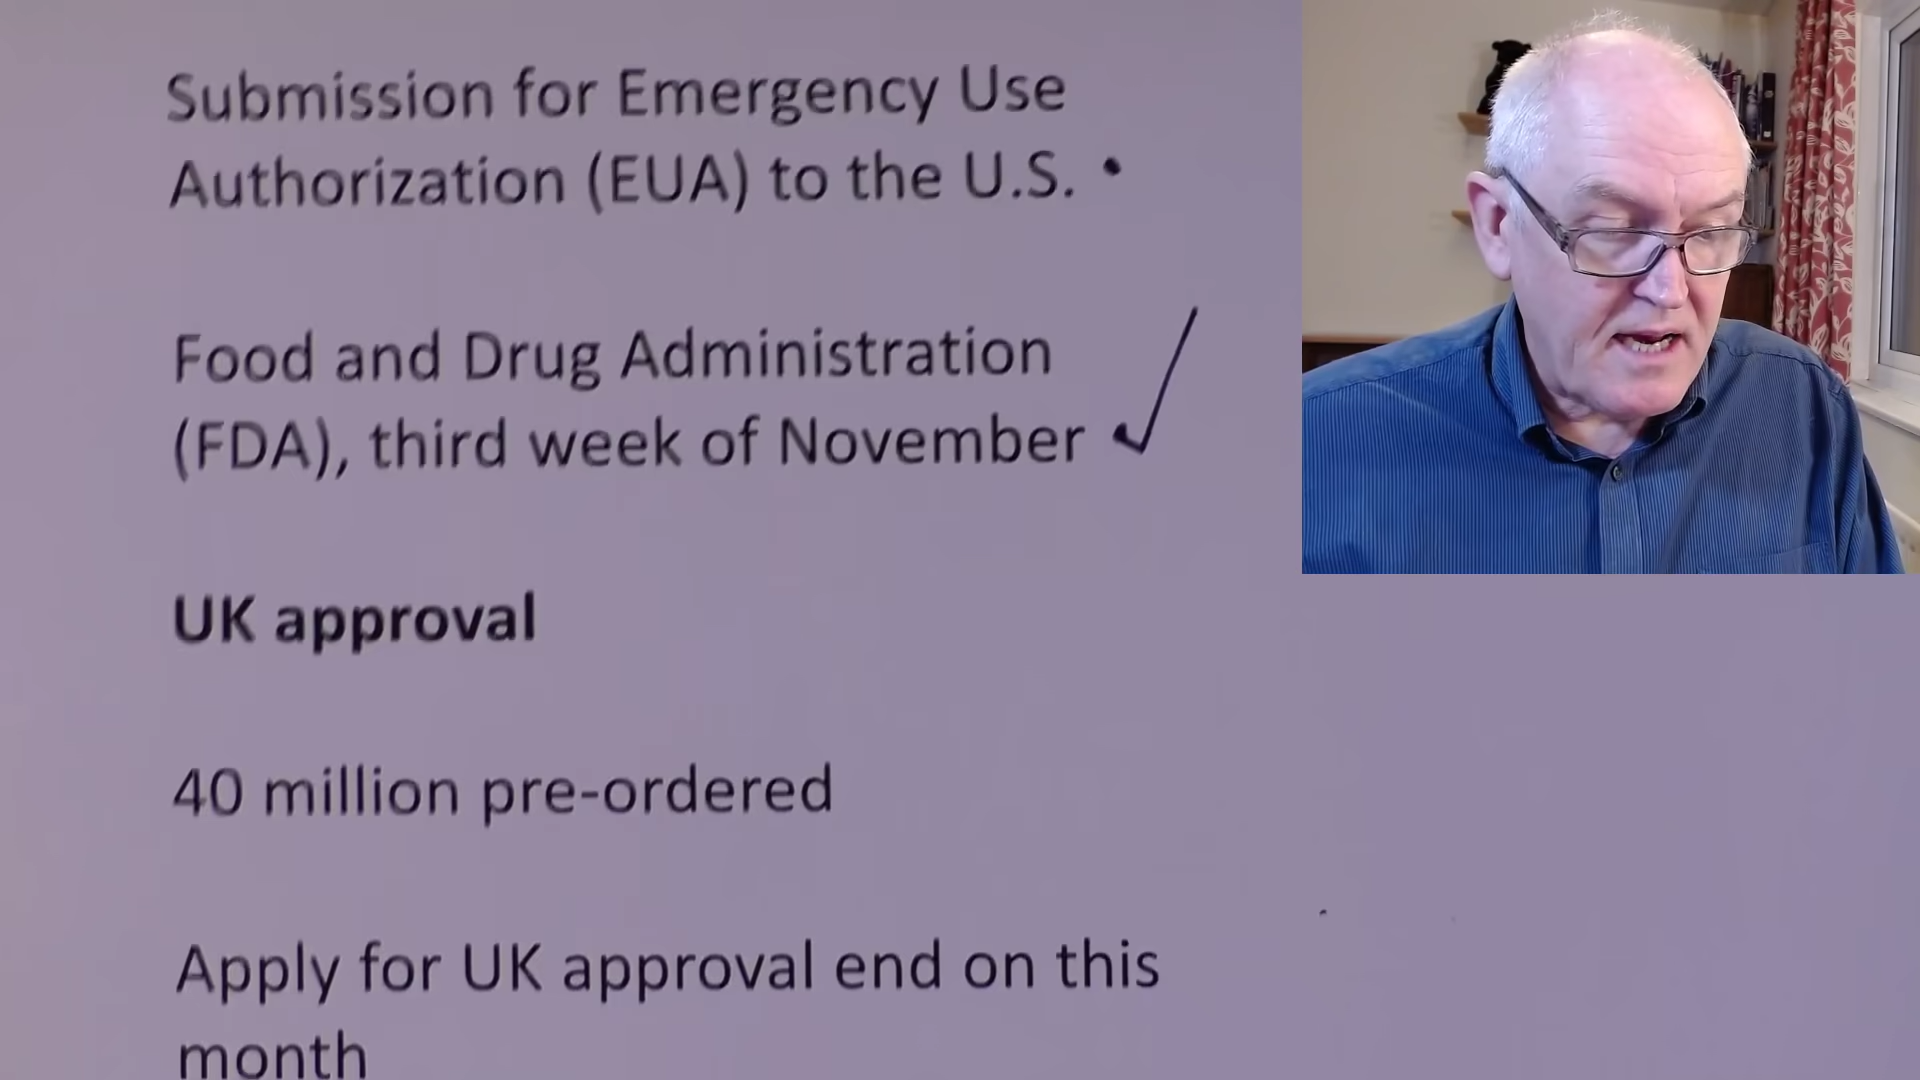 Submission for Emergency Use
Authorization (EUA) to the U.S. •
Food and Drug Administration
(FDA), third week of November ✓
UK approval
40 million pre-ordered
Apply for UK approval end on this
month